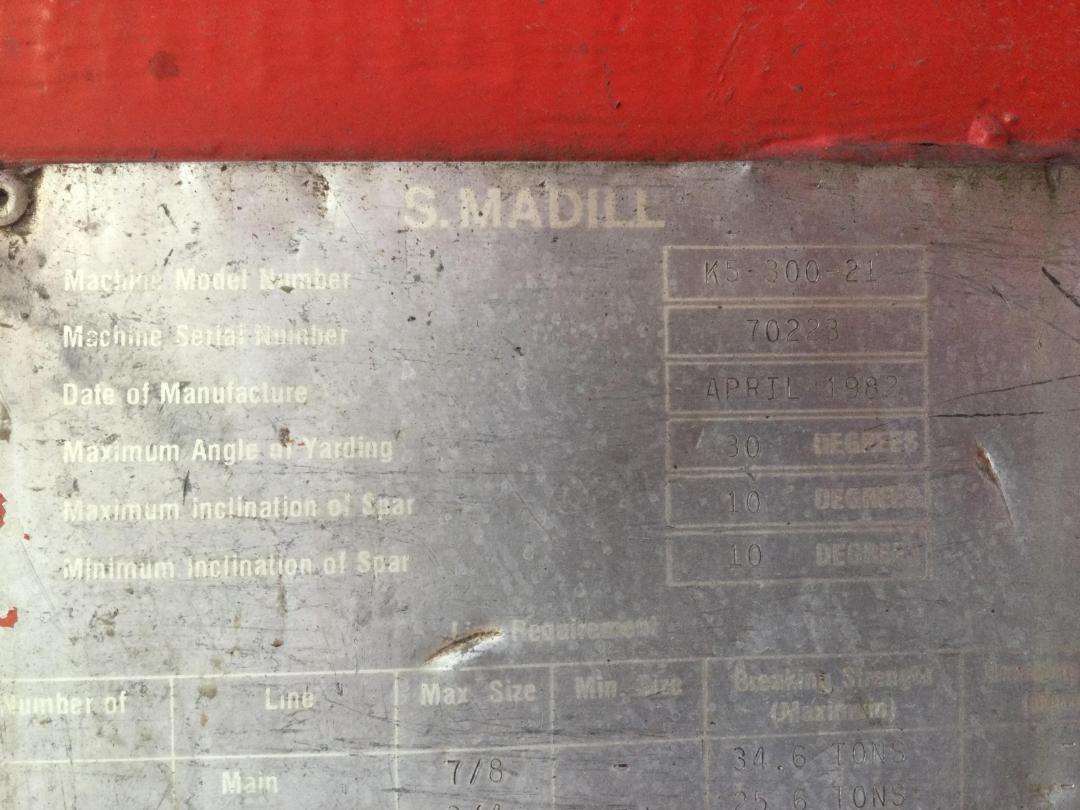 S.MADILL
Machine Model Number K5-300-21
Machine Serial Number 70223
Date of Manufacture APRIL 1982
Maximum Angle of Yarding 30 DEGREES
Maximum inclination of Spar 10 DEGREES
Minimum inclination of Spar 10 DEGREES
Line Requirement
Number of Line Max Size Min Size Breaking Strength (Maximum)
Main 7/8 - 34.6 TONS
25.6 TONS